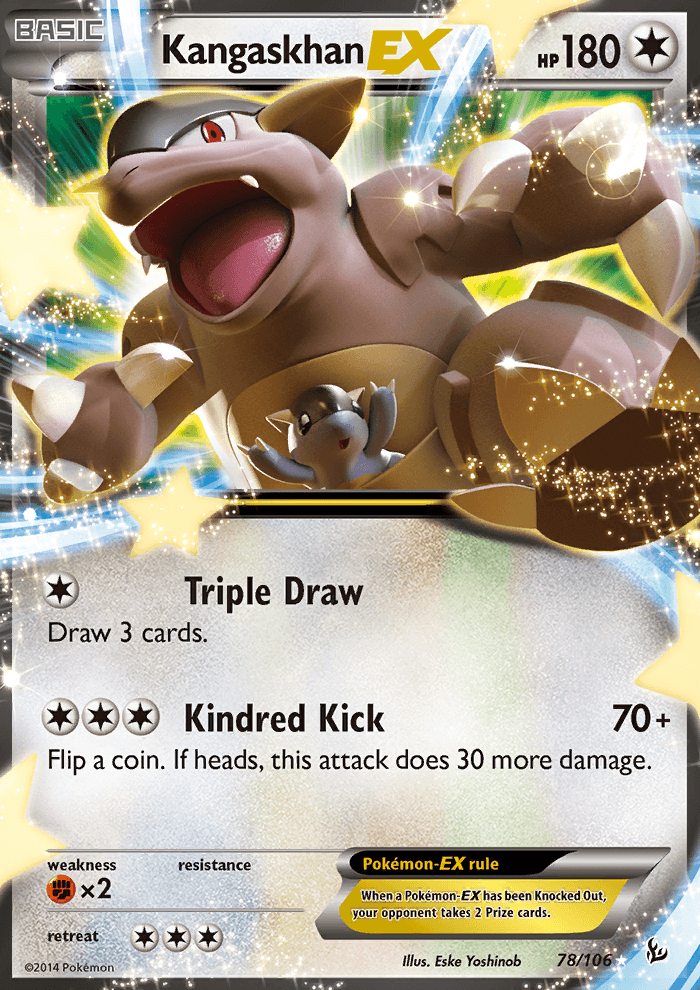 BASIC
Kangaskhan EX HP 180
Triple Draw
Draw 3 cards.
Kindred Kick 70+
Flip a coin. If heads, this attack does 30 more damage.
weakness resistance
×2
retreat
Pokémon-EX rule
When a Pokémon-EX has been Knocked Out,
your opponent takes 2 Prize cards.
Illus. Eske Yoshinob 78/106
©2014 Pokémon